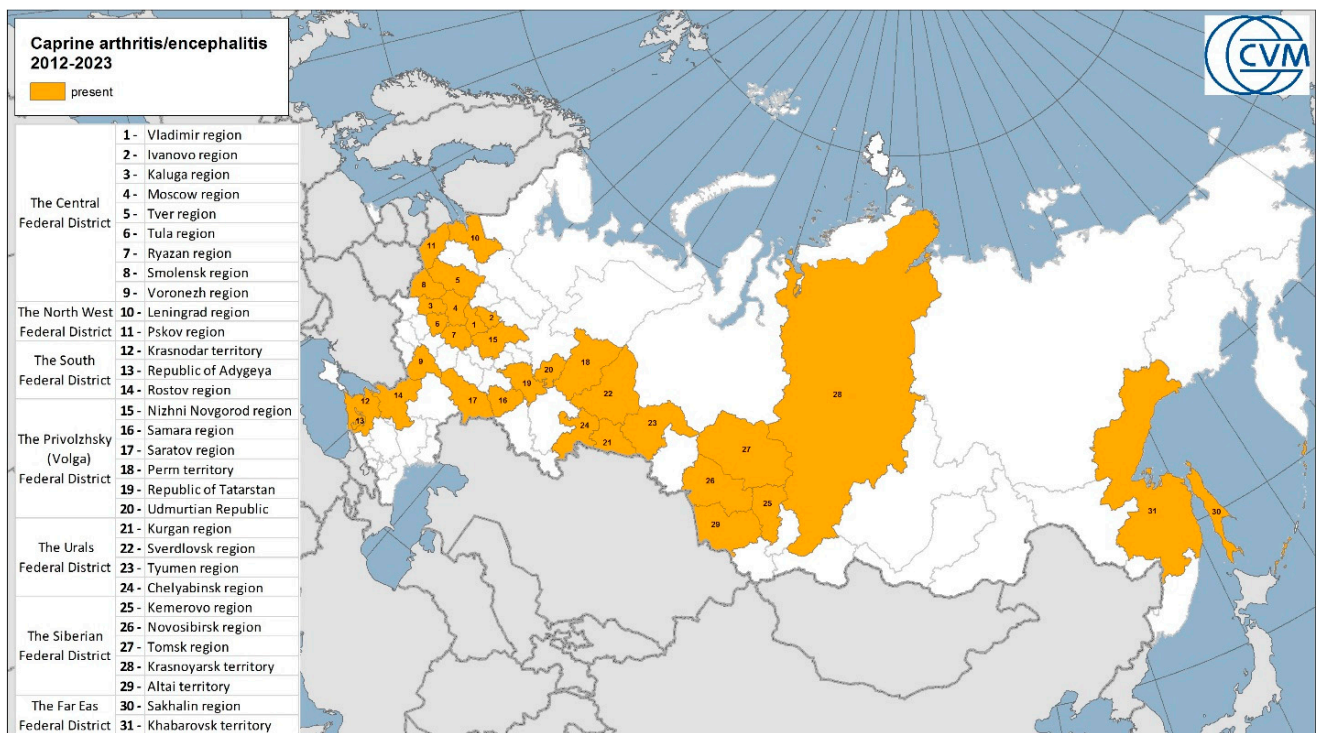 Caprine arthritis/encephalitis
2012-2023
present
CVM
The Central
Federal District
1 - Vladimir region
2 - Ivanovo region
3 - Kaluga region
4 - Moscow region
5 - Tver region
6 - Tula region
7 - Ryazan region
8 - Smolensk region
9 - Voronezh region
The North West
Federal District
10 - Leningrad region
11 - Pskov region
The South
Federal District
12 - Krasnodar territory
13 - Republic of Adygeya
14 - Rostov region
The Privolzhsky
(Volga)
Federal District
15 - Nizhni Novgorod region
16 - Samara region
17 - Saratov region
18 - Perm territory
19 - Republic of Tatarstan
20 - Udmurtian Republic
The Urals
Federal District
21 - Kurgan region
22 - Sverdlovsk region
23 - Tyumen region
24 - Chelyabinsk region
The Siberian
Federal District
25 - Kemerovo region
26 - Novosibirsk region
27 - Tomsk region
28 - Krasnoyarsk territory
29 - Altai territory
The Far Eas
Federal District
30 - Sakhalin region
31 - Khabarovsk territory
10
11
5
8
3
4
2
6
1
7
15
9
18
20
19
22
12
14
13
17
16
24
23
21
28
27
26
25
29
31
30